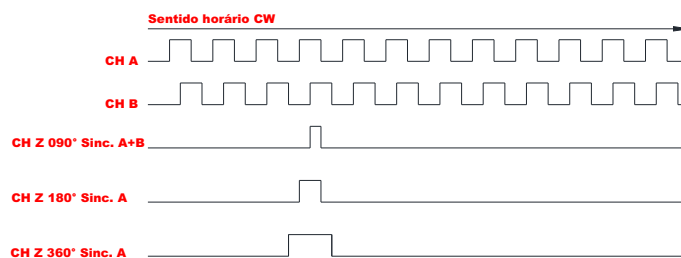 Sentido horário CW
CH A
CH B
CH Z 090° Sinc. A+B
CH Z 180° Sinc. A
CH Z 360° Sinc. A